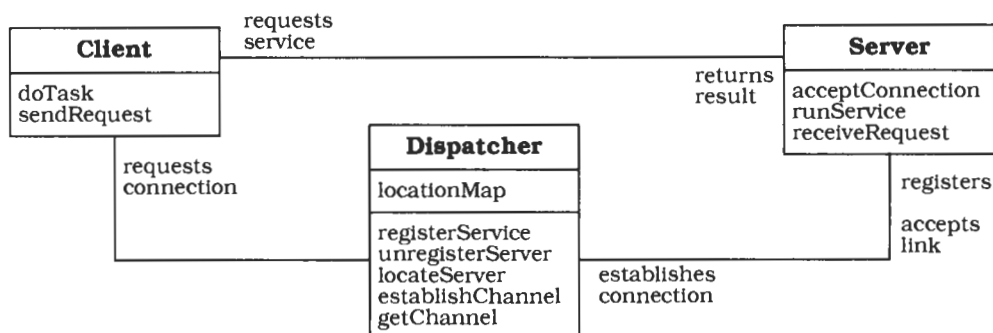 requests
service
Client
doTask
sendRequest
Server
acceptConnection
runService
receiveRequest
returns
result
requests
connection
Dispatcher
locationMap
registerService
unregisterServer
locateServer
establishChannel
getChannel
registers
accepts
link
establishes
connection